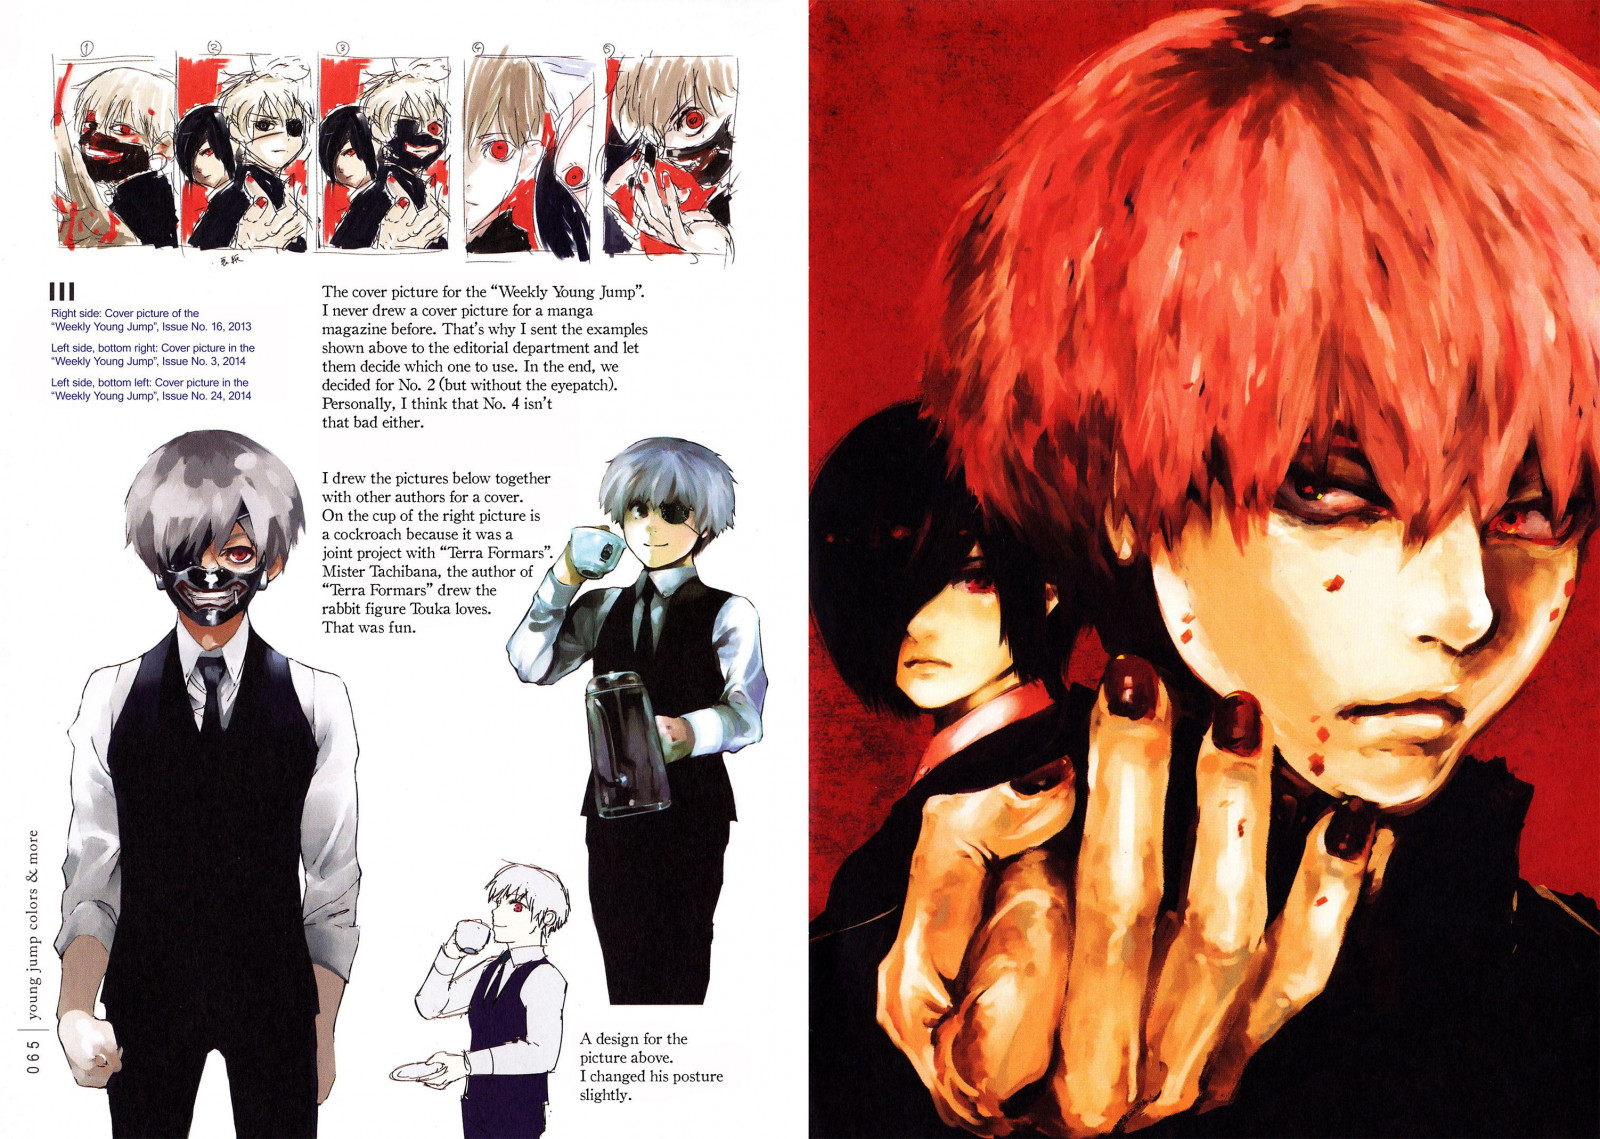 ① ② ③ ④ ⑤
表紙
III
Right side: Cover picture of the
“Weekly Young Jump”, Issue No. 16, 2013
Left side, bottom right: Cover picture in the
“Weekly Young Jump”, Issue No. 3, 2014
Left side, bottom left: Cover picture in the
“Weekly Young Jump”, Issue No. 24, 2014
The cover picture for the “Weekly Young Jump”.
I never drew a cover picture for a manga
magazine before. That’s why I sent the examples
shown above to the editorial department and let
them decide which one to use. In the end, we
decided for No. 2 (but without the eyepatch).
Personally, I think that No. 4 isn’t
that bad either.
I drew the pictures below together
with other authors for a cover.
On the cup of the right picture is
a cockroach because it was a
joint project with “Terra Formars”.
Mister Tachibana, the author of
“Terra Formars” drew the
rabbit figure Touka loves.
That was fun.
A design for the
picture above.
I changed his posture
slightly.
065 | young jump colors & more